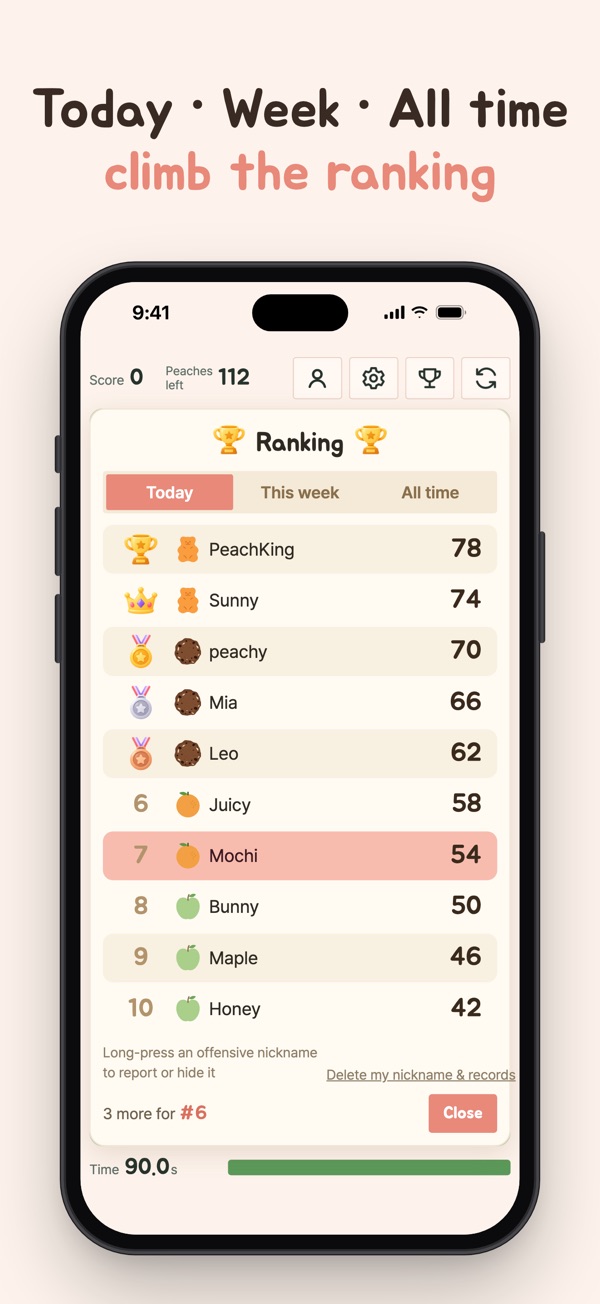 Today · Week · All time
climb the ranking
9:41
Score 0 Peaches left 112
Ranking
Today This week All time
PeachKing 78
Sunny 74
peachy 70
Mia 66
Leo 62
6 Juicy 58
7 Mochi 54
8 Bunny 50
9 Maple 46
10 Honey 42
Long-press an offensive nickname
to report or hide it
Delete my nickname & records
3 more for #6 Close
Time 90.0s